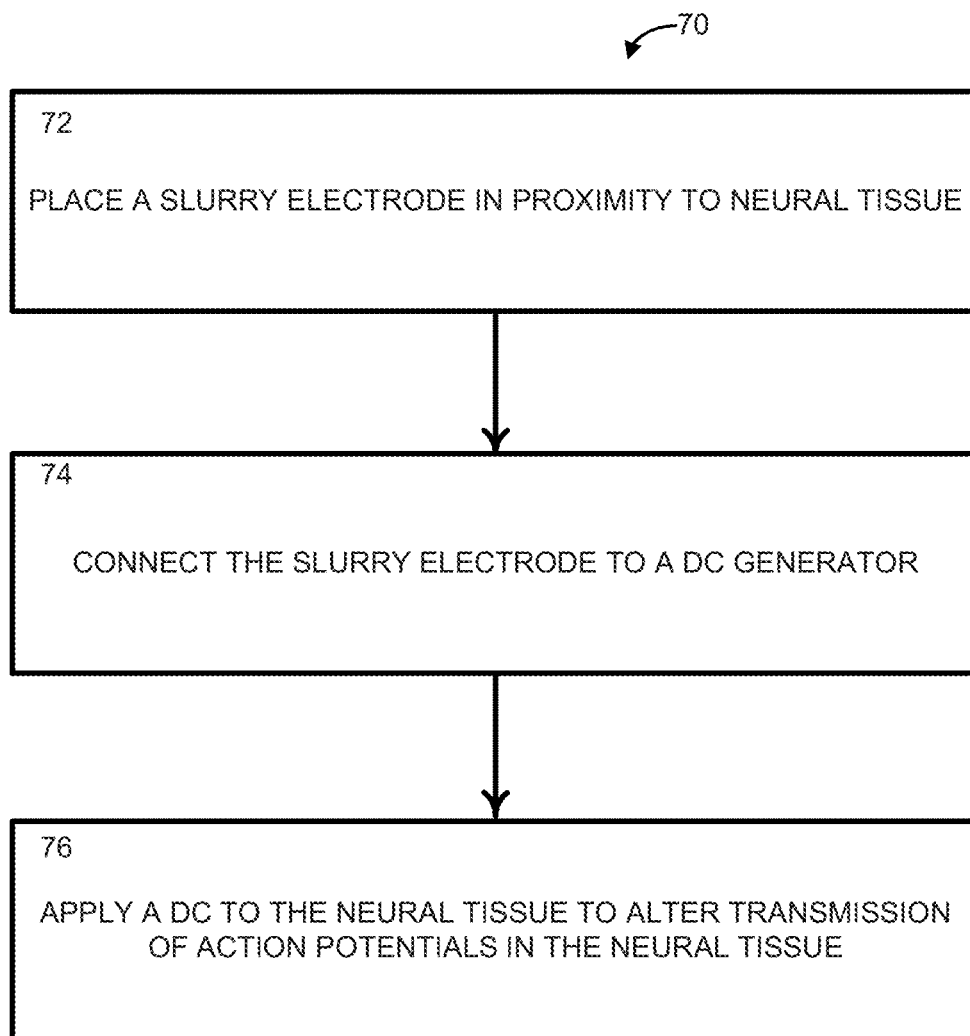 70
72
PLACE A SLURRY ELECTRODE IN PROXIMITY TO NEURAL TISSUE
74
CONNECT THE SLURRY ELECTRODE TO A DC GENERATOR
76
APPLY A DC TO THE NEURAL TISSUE TO ALTER TRANSMISSION
OF ACTION POTENTIALS IN THE NEURAL TISSUE